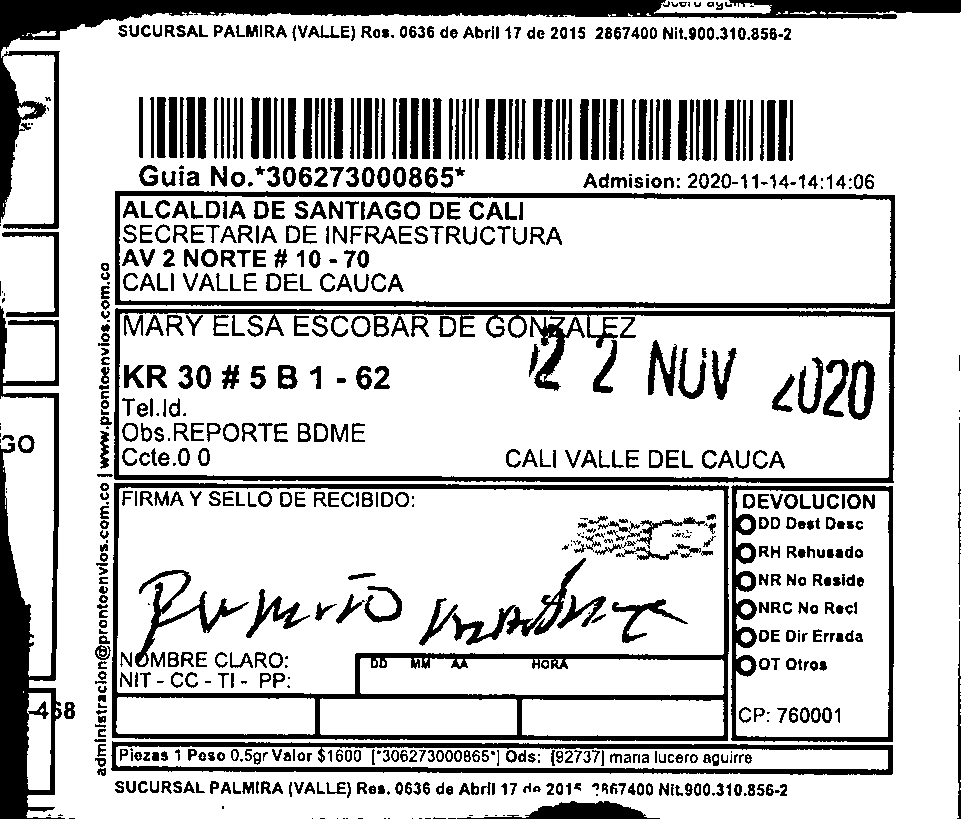 SUCURSAL PALMIRA (VALLE) Res. 0636 de Abril 17 de 2015 2867400 Nit.900.310.856-2
Guia No.*306273000865*
Admision: 2020-11-14-14:14:06
ALCALDIA DE SANTIAGO DE CALI
SECRETARIA DE INFRAESTRUCTURA
AV 2 NORTE # 10 - 70
CALI VALLE DEL CAUCA
MARY ELSA ESCOBAR DE GONZALEZ
22 NOV 2020
KR 30 # 5 B 1 - 62
Tel.Id.
Obs.REPORTE BDME
Ccte.0 0
CALI VALLE DEL CAUCA
administracion@prontoenvios.com.co | www.prontoenvios.com.co
FIRMA Y SELLO DE RECIBIDO:
NOMBRE CLARO:
NIT - CC - TI - PP:
DD MM AA HORA
DEVOLUCION
DD Dest Desc
RH Rehusado
NR No Reside
NRC No Recl
DE Dir Errada
OT Otros
CP: 760001
Piezas 1 Peso 0.5gr Valor $1600 [*306273000865*] Ods: [92737] maria lucero aguirre
SUCURSAL PALMIRA (VALLE) Res. 0636 de Abril 17 de 2015 2867400 Nit.900.310.856-2
GO
-468